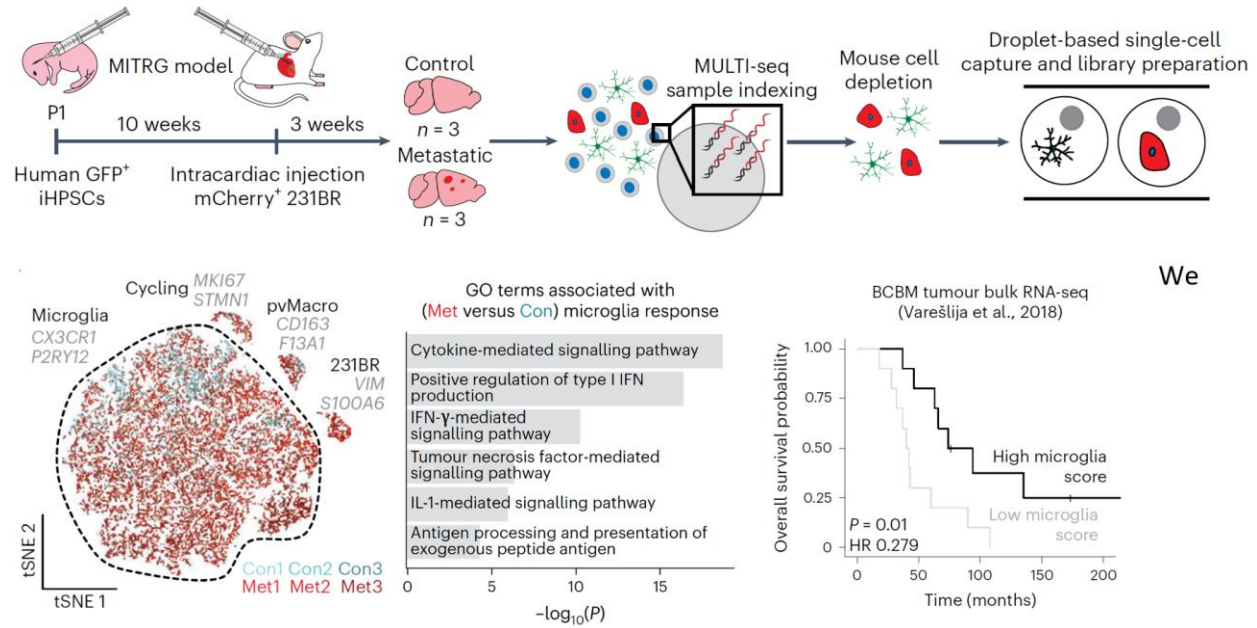 MITRG model
P1
10 weeks
3 weeks
Human GFP+
iHPSCs
Intracardiac injection
mCherry+ 231BR
Control
n = 3
Metastatic
n = 3
MULTI-seq
sample indexing
Mouse cell
depletion
Droplet-based single-cell
capture and library preparation
Microglia
CX3CR1
P2RY12
Cycling
MKI67
STMN1
pvMacro
CD163
F13A1
231BR
VIM
S100A6
Con1 Con2 Con3
Met1 Met2 Met3
tSNE 2
tSNE 1
GO terms associated with
(Met versus Con) microglia response
Cytokine-mediated signalling pathway
Positive regulation of type I IFN
production
IFN-γ-mediated
signalling pathway
Tumour necrosis factor-mediated
signalling pathway
IL-1-mediated signalling pathway
Antigen processing and presentation of
exogenous peptide antigen
0 5 10 15
–log10(P)
We
BCBM tumour bulk RNA-seq
(Varešlija et al., 2018)
Overall survival probability
1.00
0.75
0.50
0.25
0
High microglia
score
Low microglia
score
P = 0.01
HR 0.279
0 50 100 150 200
Time (months)